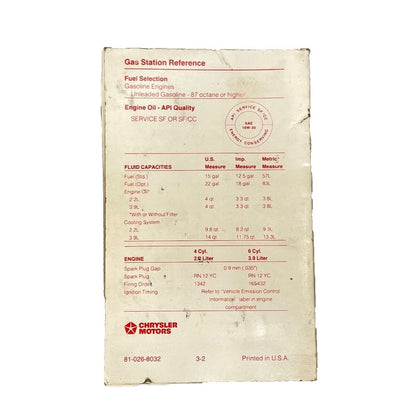 Gas Station Reference
Fuel Selection
Gasoline Engines
Unleaded Gasoline - 87 octane or higher
Engine Oil - API Quality
SERVICE SF OR SF/CC
API SERVICE SF/CC
SAE
10W 30
ENERGY CONSERVING
U.S. Imp. Metric
FLUID CAPACITIES Measure Measure Measure
Fuel (Std.) 15 gal 12.5 gal 57L
Fuel (Opt.) 22 gal 18 gal 83L
Engine Oil*
2.2L 4 qt. 3.3 qt. 3.8L
3.9L 4 qt. 3.3 qt. 3.8L
*With or Without Filter
Cooling System
2.2L 9.8 qt. 8.2 qt. 9.3L
3.9L 14 qt. 11.75 qt. 13.3L
4 Cyl. 6 Cyl.
ENGINE Liter 3.9 Liter
Spark Plug Gap 0.9 mm (.035")
Spark Plug RN 12 YC RN 12 YC
Firing Order 1342 165432
Ignition Timing Refer to "Vehicle Emission Control
Information" label in engine
compartment
CHRYSLER
MOTORS
81-026-8032 3-2 Printed in U.S.A.